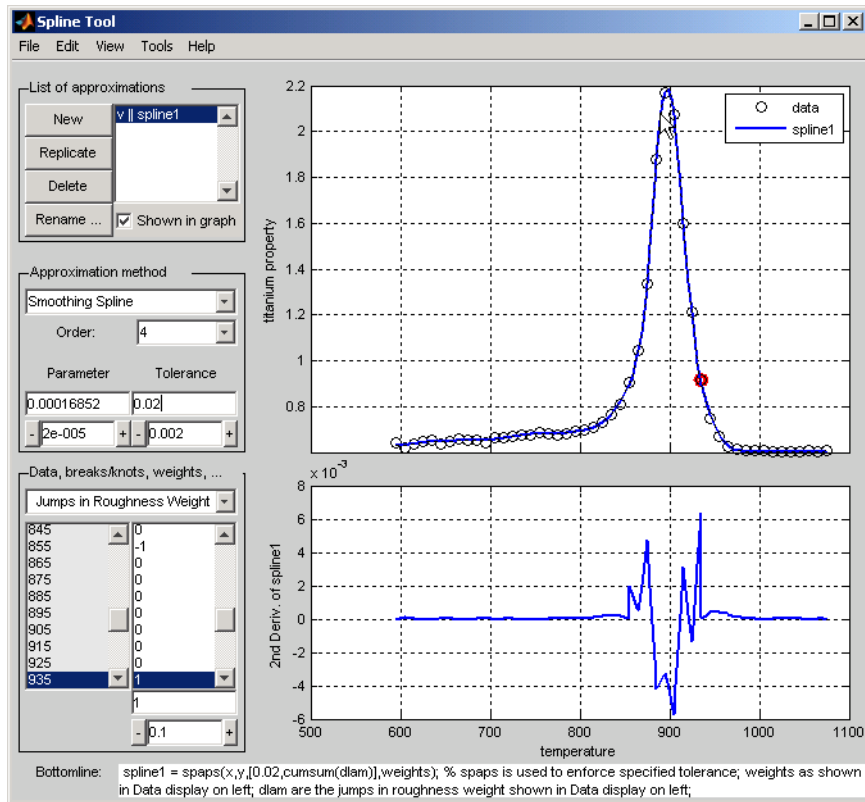 Spline Tool
File Edit View Tools Help
List of approximations
New
Replicate
Delete
Rename ...
v || spline1
Shown in graph
Approximation method
Smoothing Spline
Order: 4
Parameter Tolerance
0.00016852 0.02
- 2e-005 + - 0.002 +
Data, breaks/knots, weights, ...
Jumps in Roughness Weight
845 0
855 -1
865 0
875 0
885 0
895 0
905 0
915 0
925 0
935 1
1
- 0.1 +
titanium property
2.2
2
1.8
1.6
1.4
1.2
1
0.8
data
spline1
x 10^-3
2nd Deriv. of spline1
8
6
4
2
0
-2
-4
-6
500 600 700 800 900 1000 1100
temperature
Bottomline: spline1 = spaps(x,y,[0.02,cumsum(dlam)],weights); % spaps is used to enforce specified tolerance; weights as shown
in Data display on left; dlam are the jumps in roughness weight shown in Data display on left;